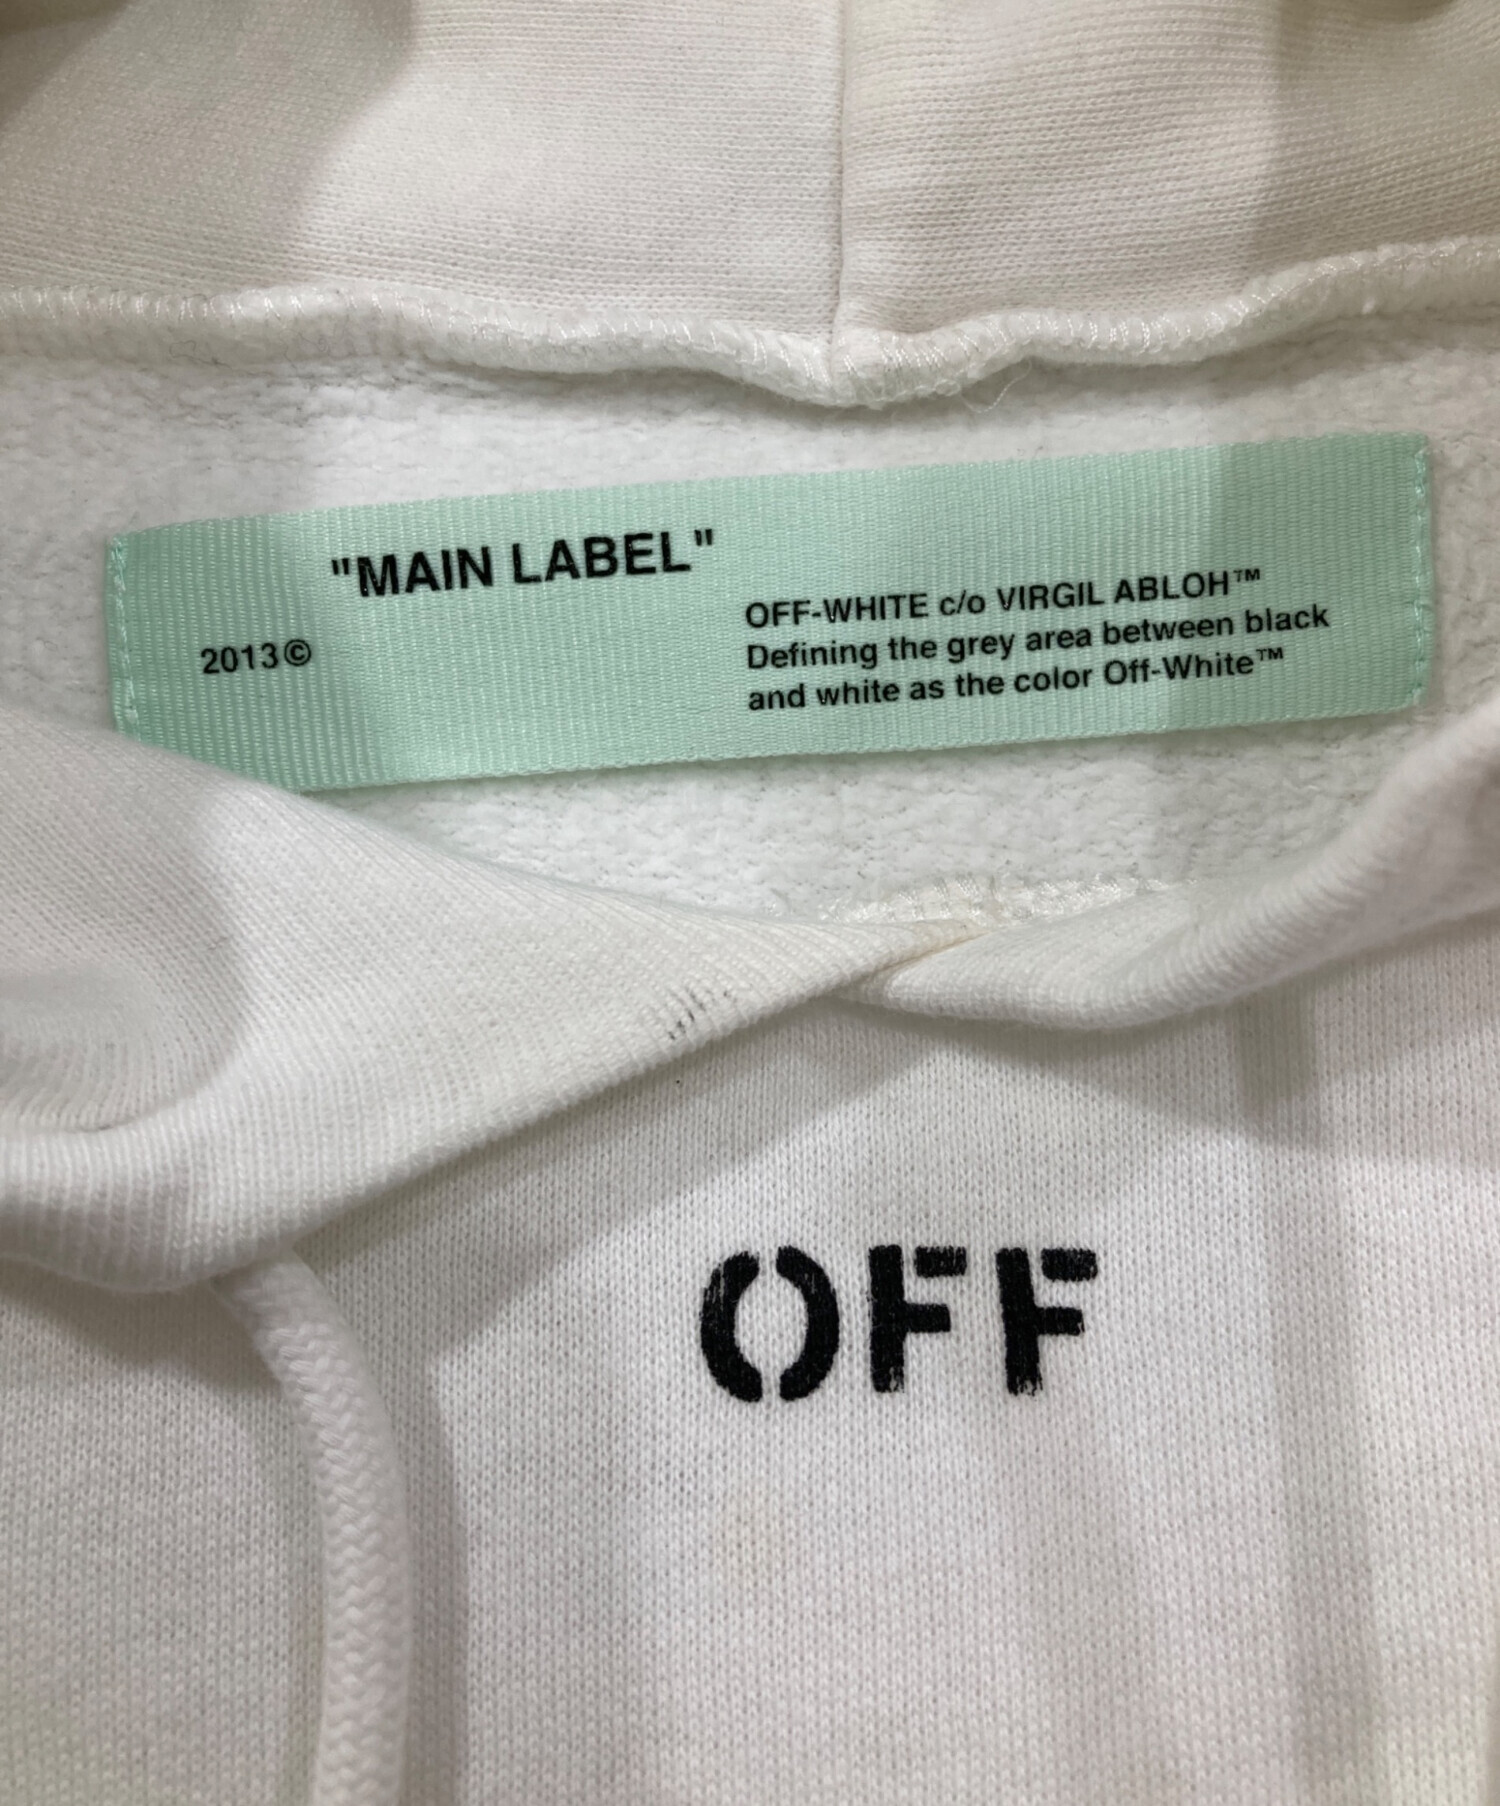 "MAIN LABEL"
2013©
OFF-WHITE c/o VIRGIL ABLOH™
Defining the grey area between black
and white as the color Off-White™
OFF